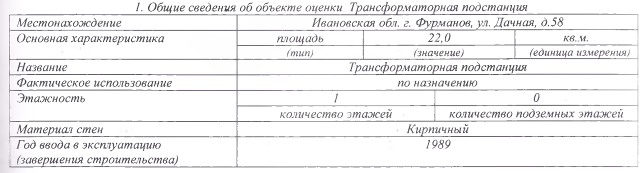 1. Общие сведения об объекте оценки Трансформаторная подстанция
Местонахождение Ивановская обл. г. Фурманов, ул. Дачная, д.58
Основная характеристика площадь 22,0 кв.м.
(тип) (значение) (единица измерения)
Название Трансформаторная подстанция
Фактическое использование по назначению
Этажность 1 0
количество этажей количество подземных этажей
Материал стен Кирпичный
Год ввода в эксплуатацию 1989
(завершения строительства)